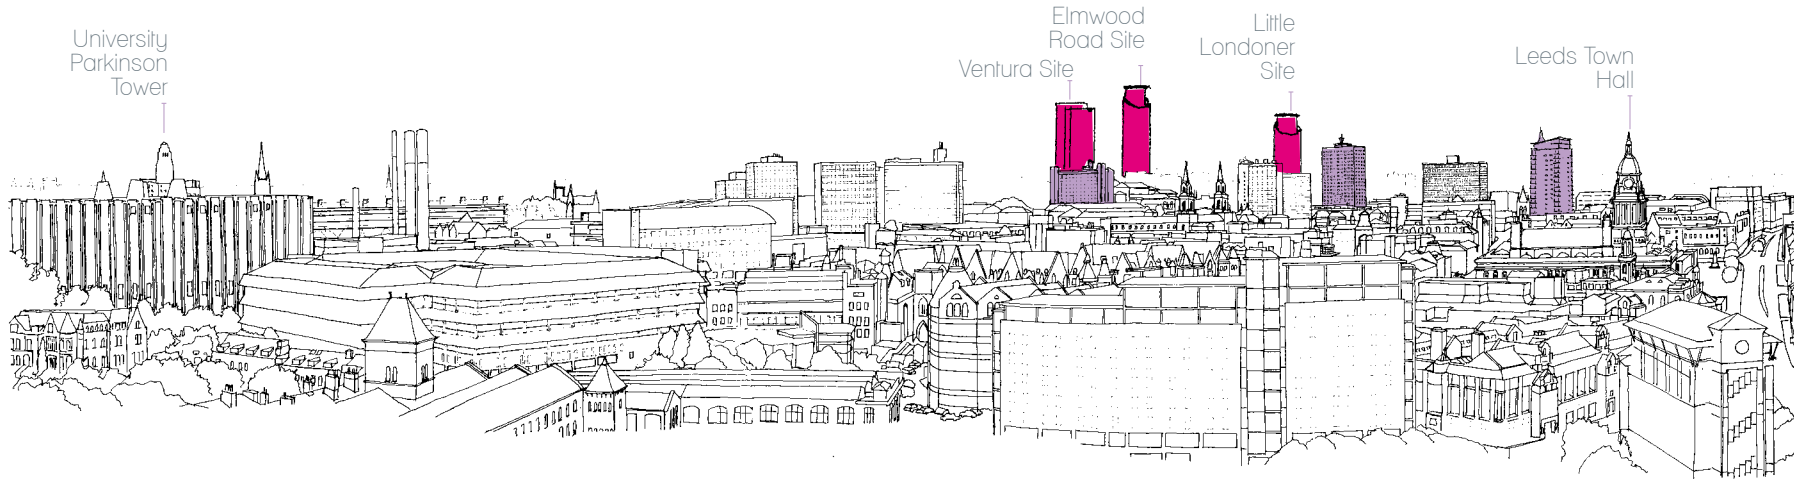 University
Parkinson
Tower
Ventura Site
Elmwood
Road Site
Little
Londoner
Site
Leeds Town
Hall